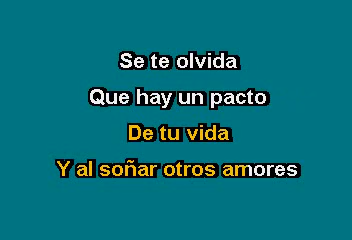 Se te olvida
Que hay un pacto
De tu vida
Y al soñar otros amores